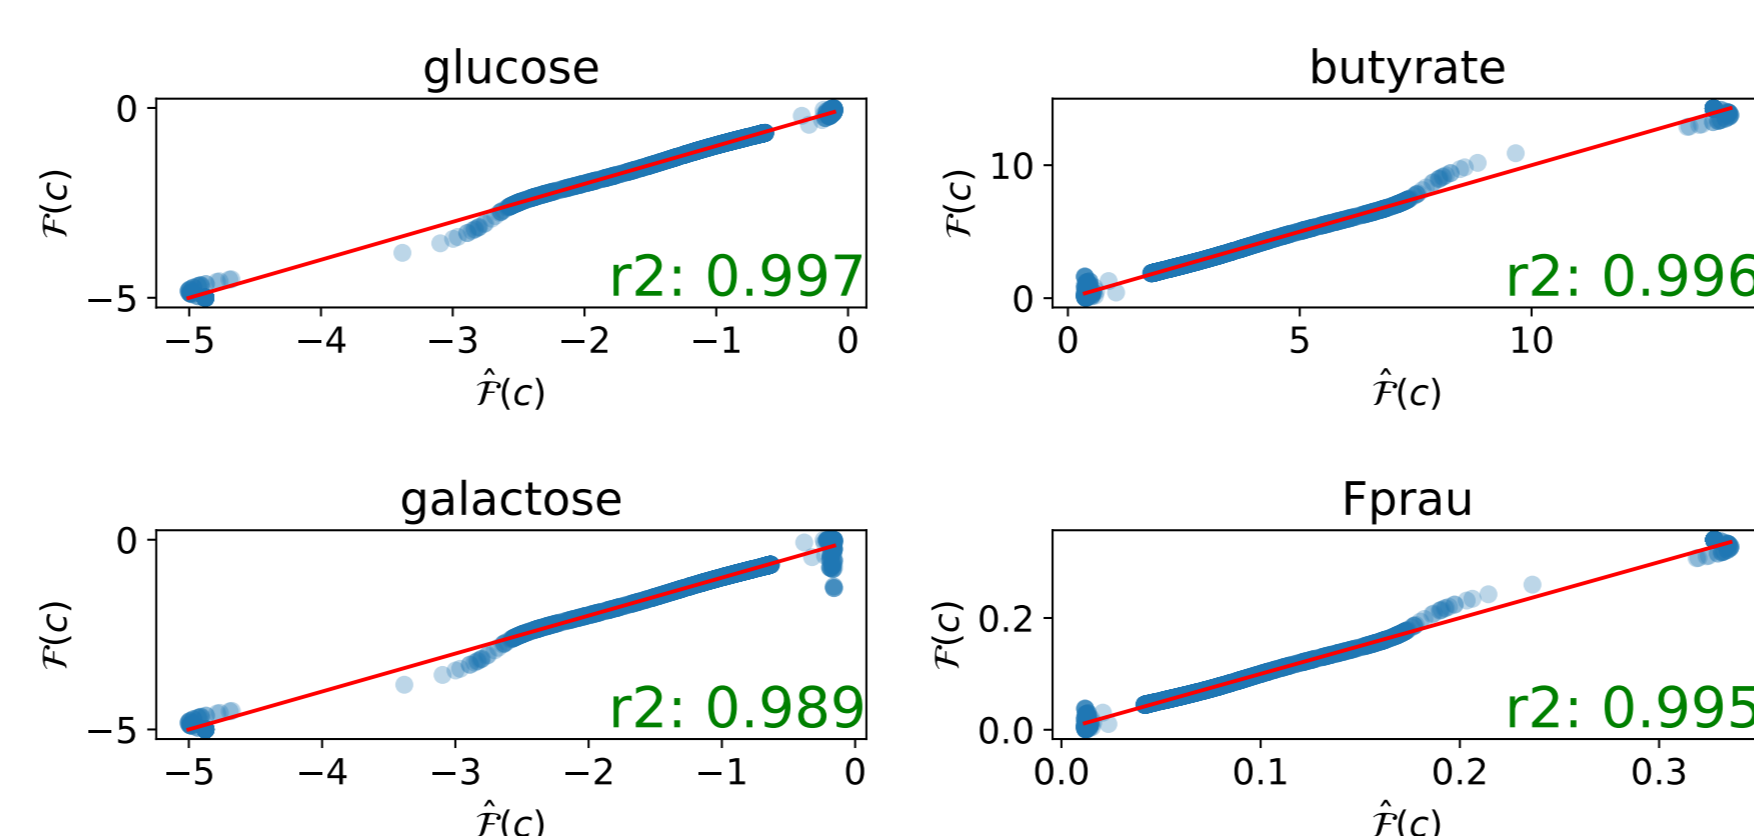 glucose
0
−5
ℱ(c)
r2: 0.997
−5 −4 −3 −2 −1 0
ℱ̂(c)
butyrate
10
0
ℱ(c)
r2: 0.996
0 5 10
ℱ̂(c)
galactose
0
−5
ℱ(c)
r2: 0.989
−5 −4 −3 −2 −1 0
ℱ̂(c)
Fprau
0.2
0.0
ℱ(c)
r2: 0.995
0.0 0.1 0.2 0.3
ℱ̂(c)